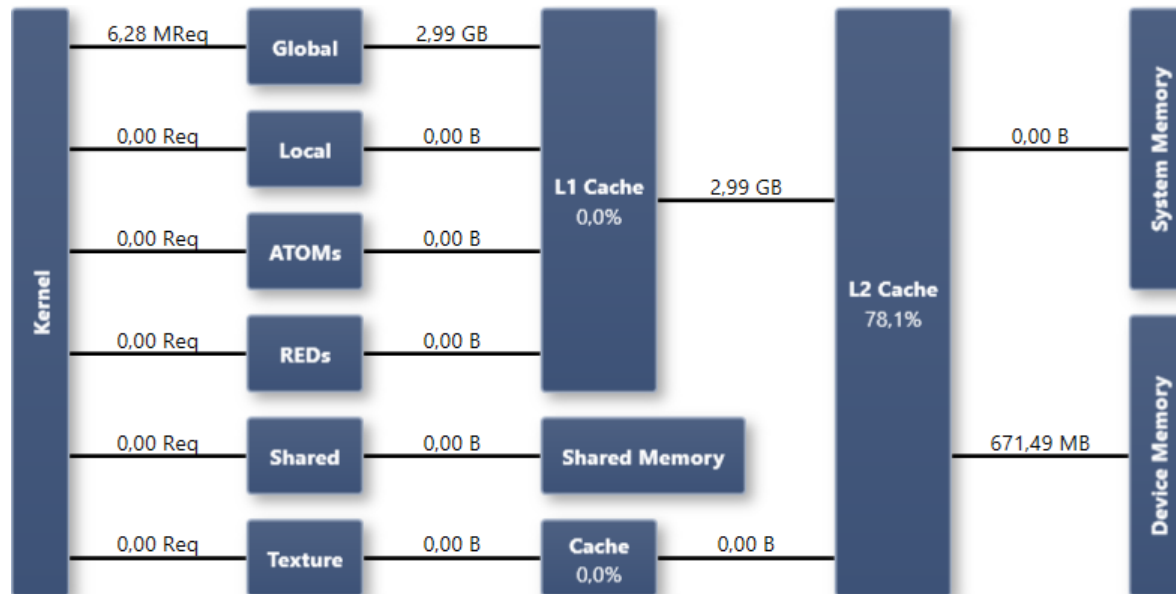 6,28 MReq
Global
2,99 GB
0,00 Req
Local
0,00 B
0,00 Req
ATOMs
0,00 B
0,00 Req
REDs
0,00 B
0,00 Req
Shared
0,00 B
0,00 Req
Texture
0,00 B
Kernel
L1 Cache
0,0%
2,99 GB
Shared Memory
Cache
0,0%
0,00 B
L2 Cache
78,1%
0,00 B
System Memory
671,49 MB
Device Memory